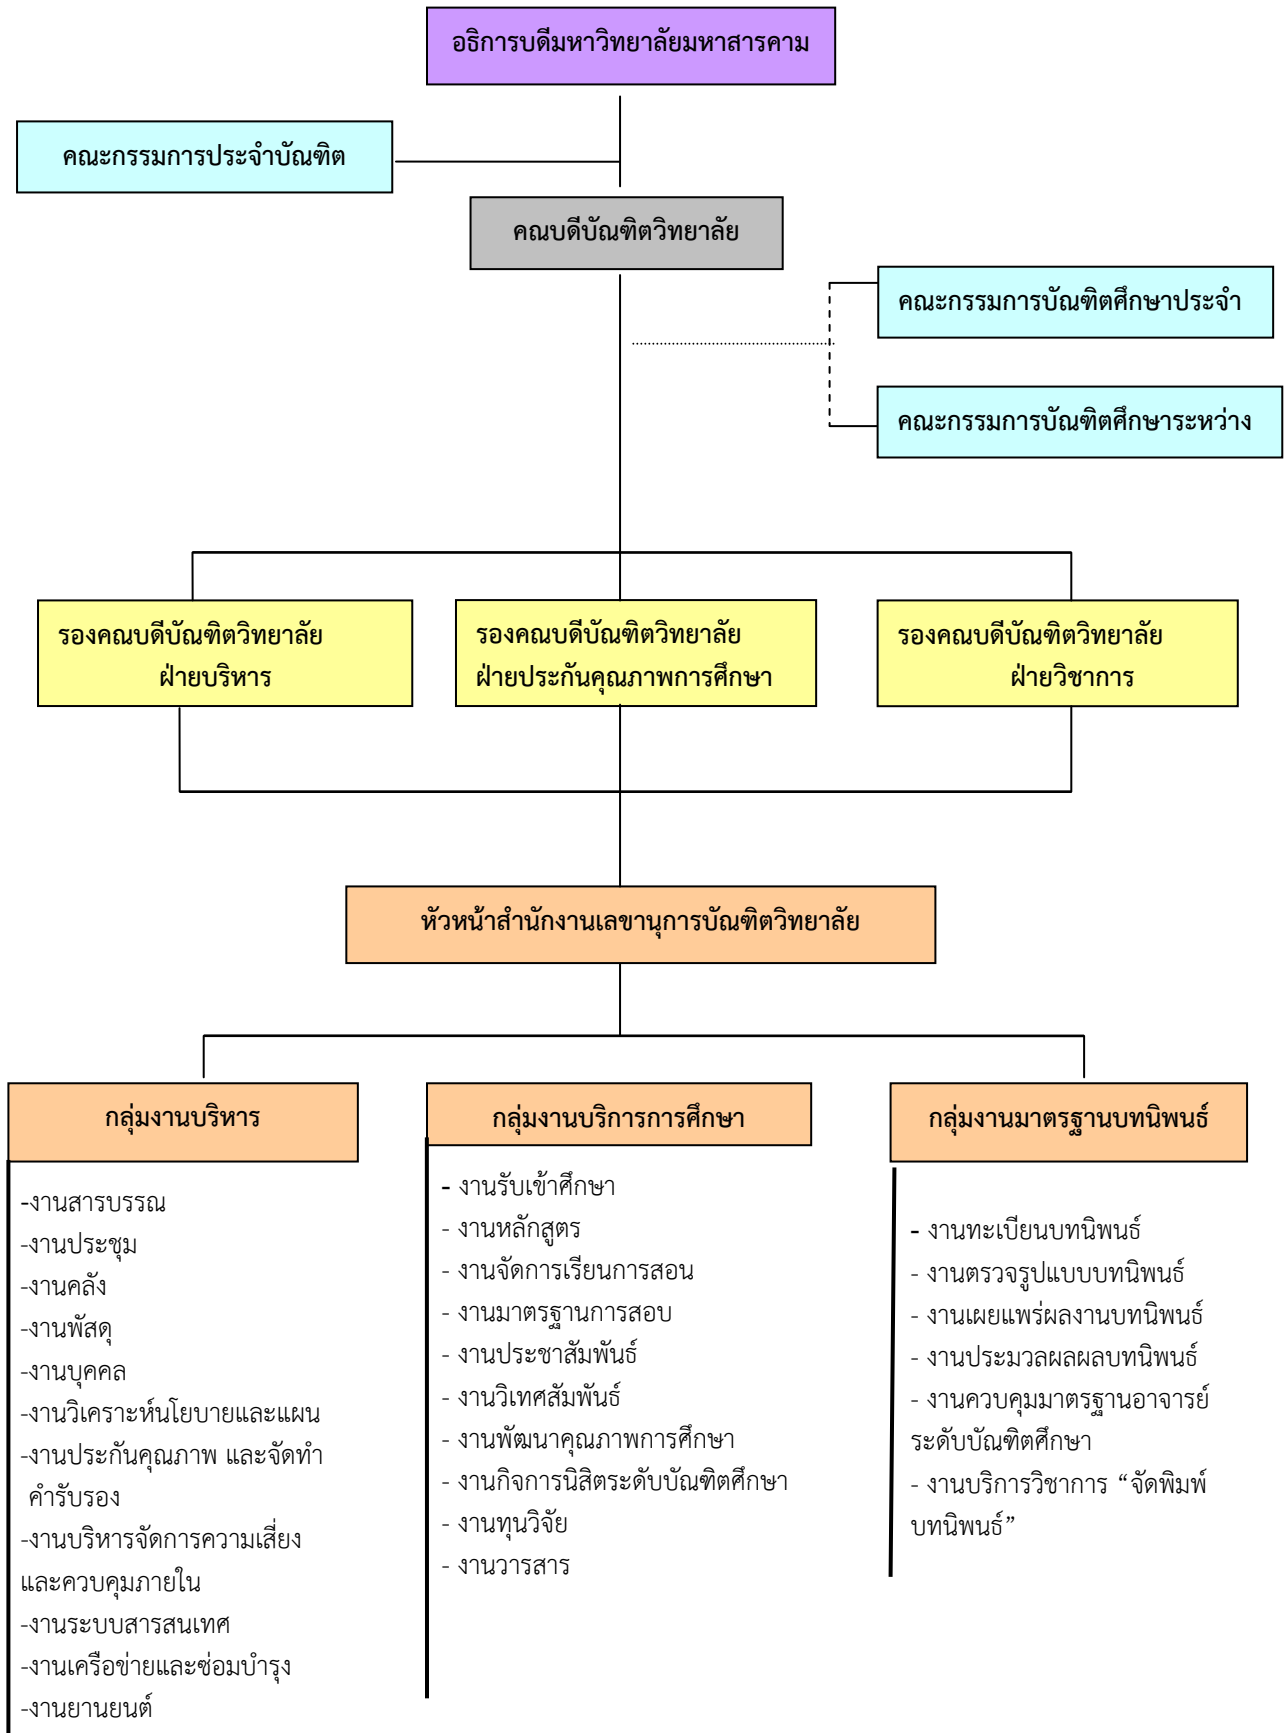 อธิการบดีมหาวิทยาลัยมหาสารคาม
คณะกรรมการประจำบัณฑิต
คณบดีบัณฑิตวิทยาลัย
คณะกรรมการบัณฑิตศึกษาประจำ
คณะกรรมการบัณฑิตศึกษาระหว่าง
รองคณบดีบัณฑิตวิทยาลัย
ฝ่ายบริหาร
รองคณบดีบัณฑิตวิทยาลัย
ฝ่ายประกันคุณภาพการศึกษา
รองคณบดีบัณฑิตวิทยาลัย
ฝ่ายวิชาการ
หัวหน้าสำนักงานเลขานุการบัณฑิตวิทยาลัย
กลุ่มงานบริหาร
-งานสารบรรณ
-งานประชุม
-งานคลัง
-งานพัสดุ
-งานบุคคล
-งานวิเคราะห์นโยบายและแผน
-งานประกันคุณภาพ และจัดทำ
คำรับรอง
-งานบริหารจัดการความเสี่ยง
และควบคุมภายใน
-งานระบบสารสนเทศ
-งานเครือข่ายและซ่อมบำรุง
-งานยานยนต์
กลุ่มงานบริการการศึกษา
- งานรับเข้าศึกษา
- งานหลักสูตร
- งานจัดการเรียนการสอน
- งานมาตรฐานการสอบ
- งานประชาสัมพันธ์
- งานวิเทศสัมพันธ์
- งานพัฒนาคุณภาพการศึกษา
- งานกิจการนิสิตระดับบัณฑิตศึกษา
- งานทุนวิจัย
- งานวารสาร
กลุ่มงานมาตรฐานบทนิพนธ์
- งานทะเบียนบทนิพนธ์
- งานตรวจรูปแบบบทนิพนธ์
- งานเผยแพร่ผลงานบทนิพนธ์
- งานประมวลผลผลบทนิพนธ์
- งานควบคุมมาตรฐานอาจารย์
ระดับบัณฑิตศึกษา
- งานบริการวิชาการ “จัดพิมพ์
บทนิพนธ์”